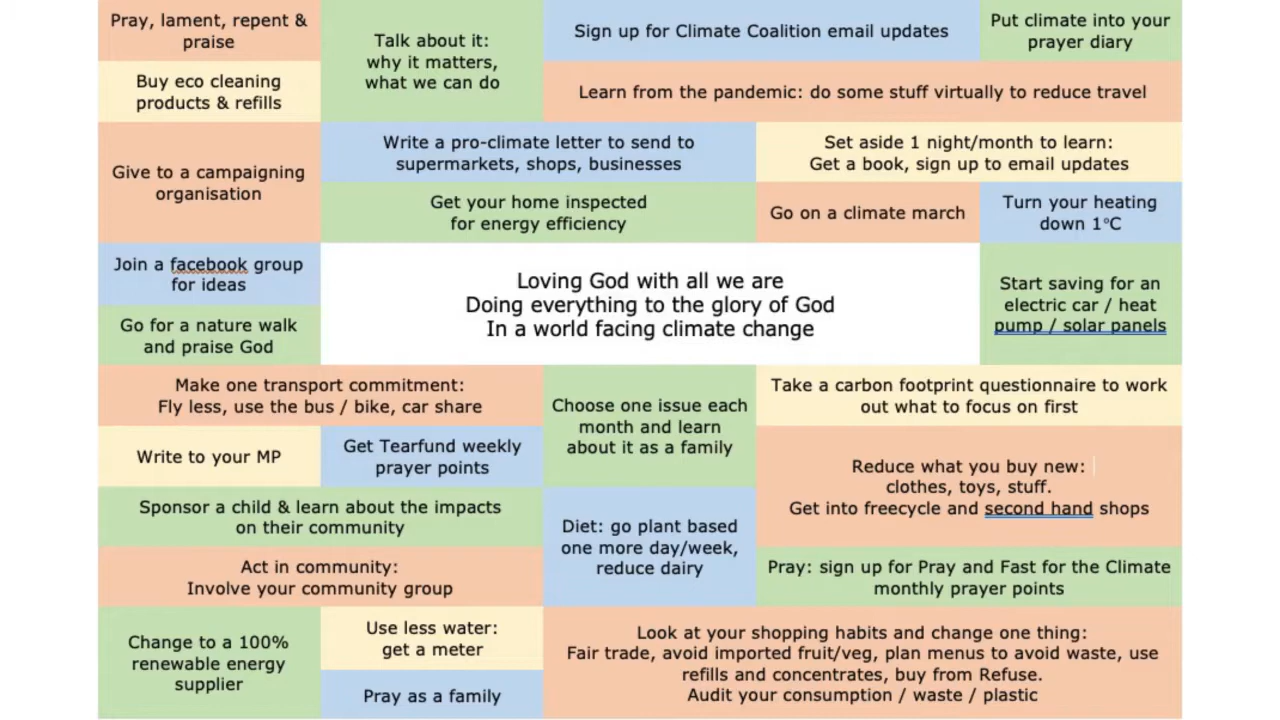 Pray, lament, repent &
praise
Talk about it:
why it matters,
what we can do
Sign up for Climate Coalition email updates
Put climate into your
prayer diary
Buy eco cleaning
products & refills
Learn from the pandemic: do some stuff virtually to reduce travel
Give to a campaigning
organisation
Write a pro-climate letter to send to
supermarkets, shops, businesses
Set aside 1 night/month to learn:
Get a book, sign up to email updates
Get your home inspected
for energy efficiency
Go on a climate march
Turn your heating
down 1°C
Join a facebook group
for ideas
Loving God with all we are
Doing everything to the glory of God
In a world facing climate change
Start saving for an
electric car / heat
pump / solar panels
Go for a nature walk
and praise God
Make one transport commitment:
Fly less, use the bus / bike, car share
Choose one issue each
month and learn
about it as a family
Take a carbon footprint questionnaire to work
out what to focus on first
Write to your MP
Get Tearfund weekly
prayer points
Reduce what you buy new:
clothes, toys, stuff.
Get into freecycle and second hand shops
Sponsor a child & learn about the impacts
on their community
Diet: go plant based
one more day/week,
reduce dairy
Act in community:
Involve your community group
Pray: sign up for Pray and Fast for the Climate
monthly prayer points
Change to a 100%
renewable energy
supplier
Use less water:
get a meter
Look at your shopping habits and change one thing:
Fair trade, avoid imported fruit/veg, plan menus to avoid waste, use
refills and concentrates, buy from Refuse.
Audit your consumption / waste / plastic
Pray as a family